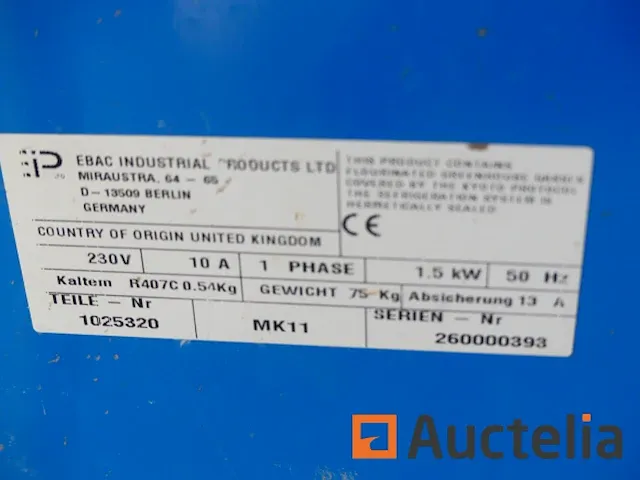 EBAC INDUSTRIAL PRODUCTS LTD
MIRAUSTRA. 64 - 65
D-13509 BERLIN
GERMANY
THIS PRODUCT CONTAINS
FLUORINATED GREENHOUSE GASES
COVERED BY THE KYOTO PROTOCOL
THE REFRIGERATION SYSTEM IS
HERMETICALLY SEALED
CE
COUNTRY OF ORIGIN UNITED KINGDOM
230V 10 A 1 PHASE 1.5 kW 50 Hz
Kaltem R407C 0.54Kg GEWICHT 75 Kg Absicherung 13 A
TEILE - Nr
1025320
MK11
SERIEN - Nr
260000393
Auctelia